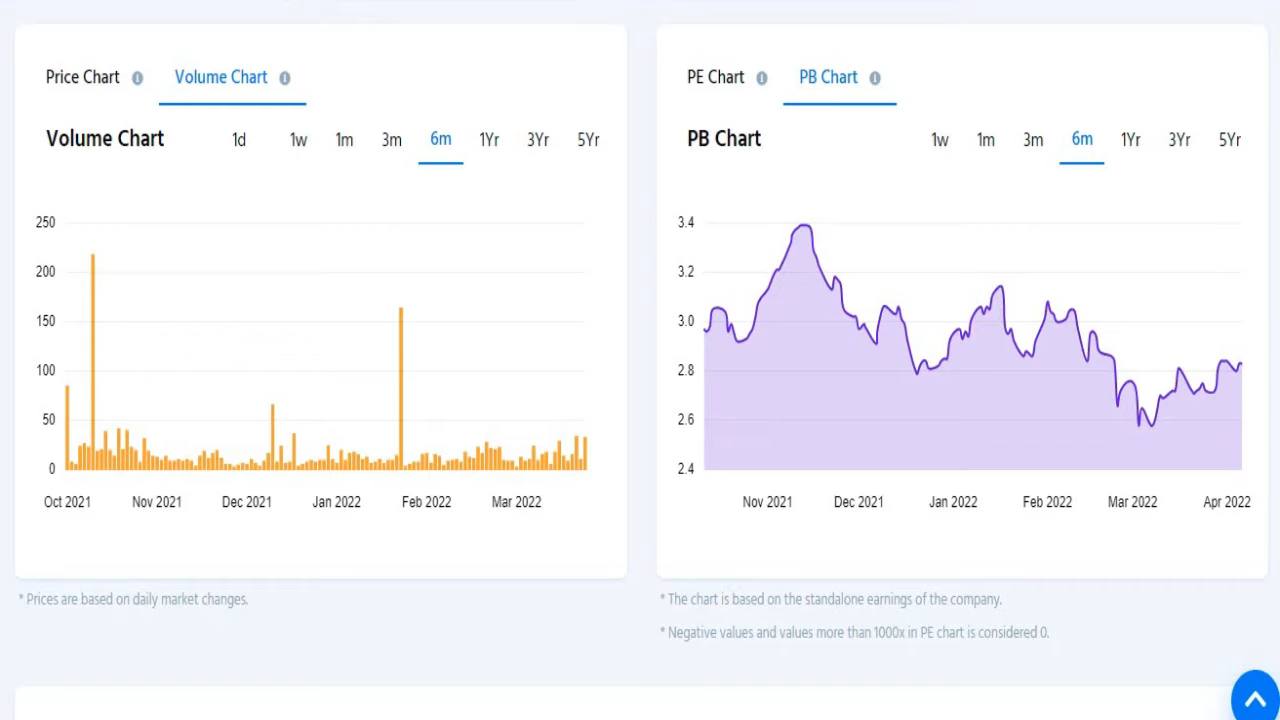 Price Chart
Volume Chart
Volume Chart
1d 1w 1m 3m 6m 1Yr 3Yr 5Yr
250
200
150
100
50
0
Oct 2021 Nov 2021 Dec 2021 Jan 2022 Feb 2022 Mar 2022
* Prices are based on daily market changes.
PE Chart
PB Chart
PB Chart
1w 1m 3m 6m 1Yr 3Yr 5Yr
3.4
3.2
3.0
2.8
2.6
2.4
Nov 2021 Dec 2021 Jan 2022 Feb 2022 Mar 2022 Apr 2022
* The chart is based on the standalone earnings of the company.
* Negative values and values more than 1000x in PE chart is considered 0.